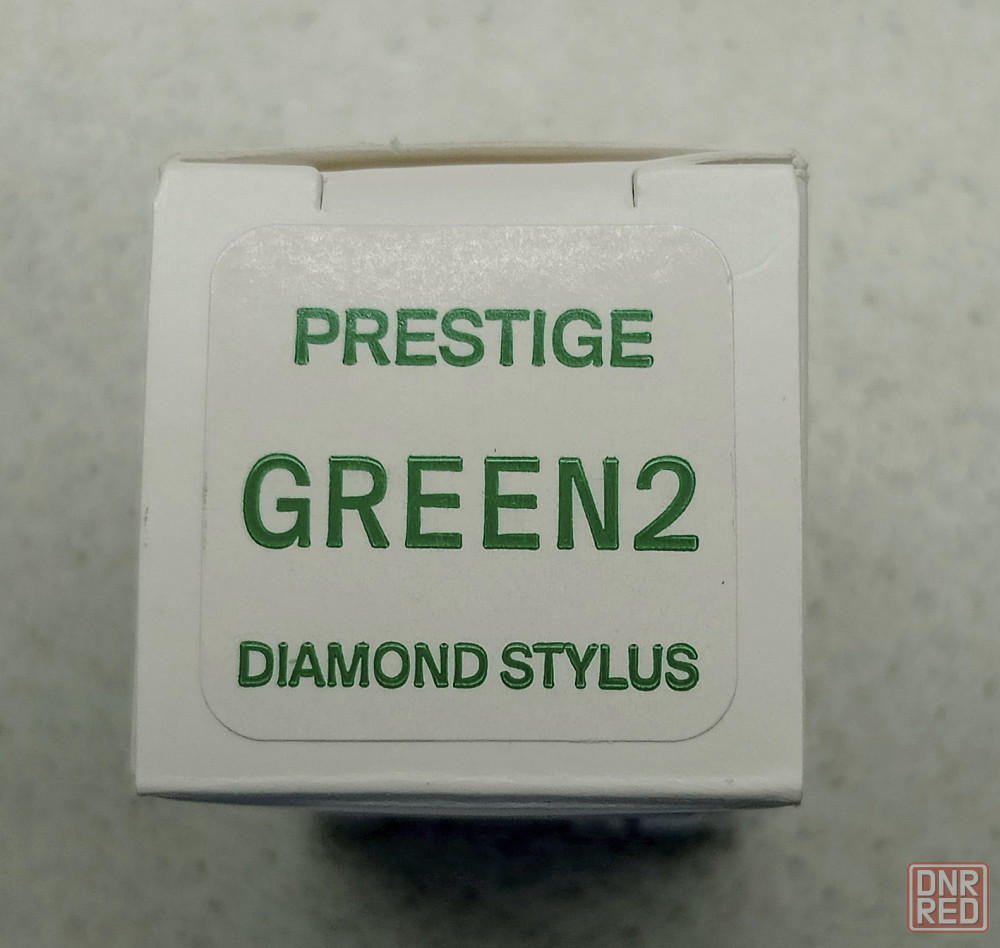 PRESTIGE
GREEN2
DIAMOND STYLUS
DNR
RED